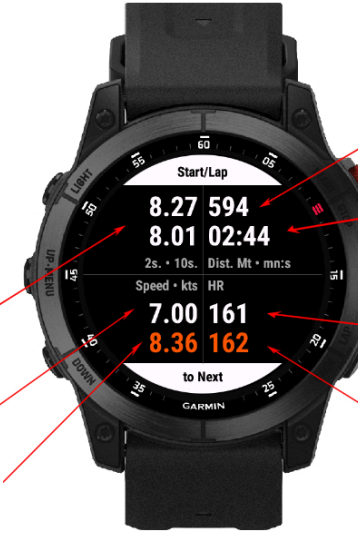 60
55
05
LIGHT
Start/Lap
50
8.27 594
8.01 02:44
2s. • 10s. Dist. Mt • mn:s
UP·MENU
45
15
Speed • kts HR
7.00 161
40
20
8.36 162
DOWN
to Next
35
25
GARMIN